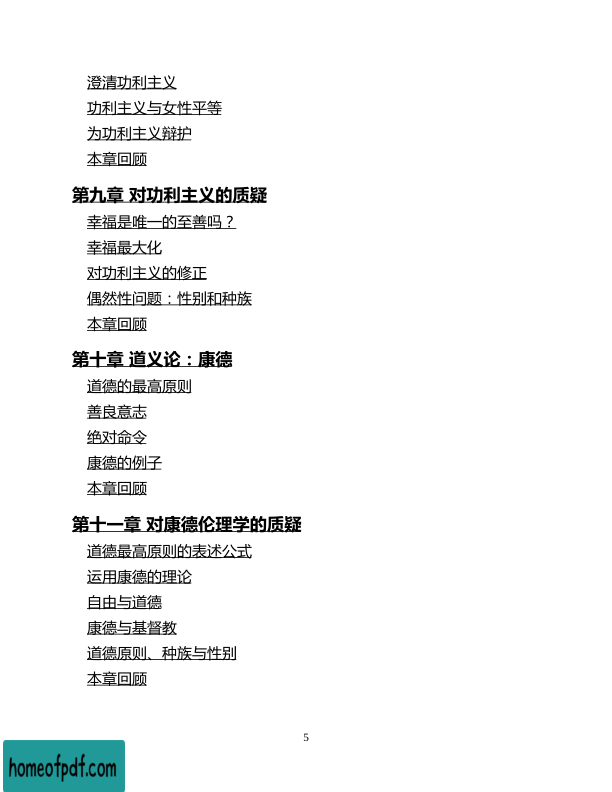 澄清功利主义
功利主义与女性平等
为功利主义辩护
本章回顾
第九章 对功利主义的质疑
幸福是唯一的至善吗？
幸福最大化
对功利主义的修正
偶然性问题：性别和种族
本章回顾
第十章 道义论：康德
道德的最高原则
善良意志
绝对命令
康德的例子
本章回顾
第十一章 对康德伦理学的质疑
道德最高原则的表述公式
运用康德的理论
自由与道德
康德与基督教
道德原则、种族与性别
本章回顾
5
homeofpdf.com